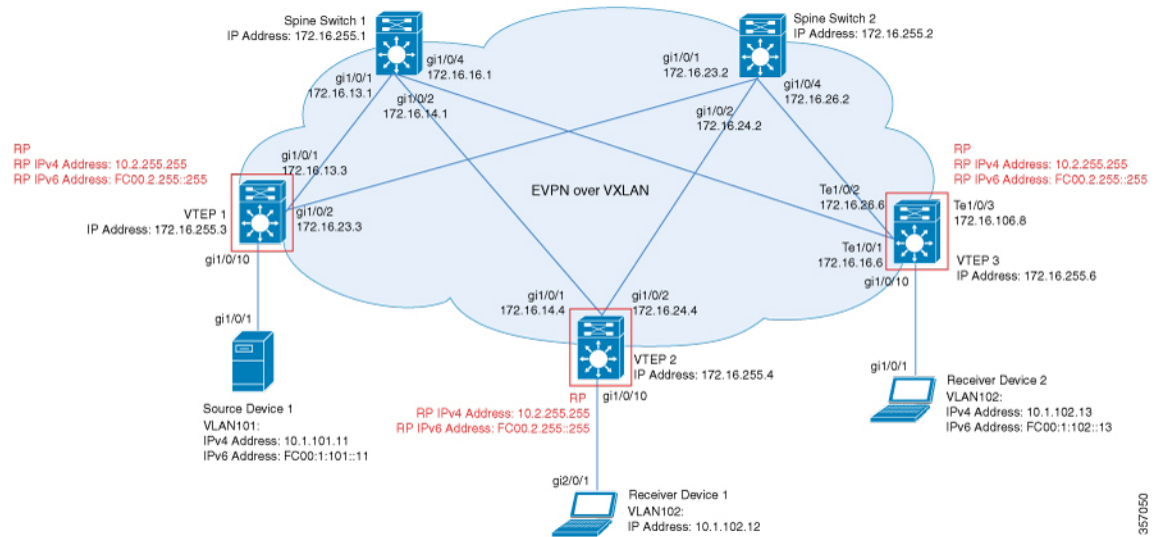 Spine Switch 1
IP Address: 172.16.255.1
Spine Switch 2
IP Address: 172.16.255.2
gi1/0/4
172.16.16.1
gi1/0/1
172.16.13.1
gi1/0/2
172.16.14.1
gi1/0/1
172.16.23.2
gi1/0/4
172.16.26.2
gi1/0/2
172.16.24.2
RP
RP IPv4 Address: 10.2.255.255
RP IPv6 Address: FC00.2.255::255
gi1/0/1
172.16.13.3
RP
RP IPv4 Address: 10.2.255.255
RP IPv6 Address: FC00.2.255::255
EVPN over VXLAN
VTEP 1
IP Address: 172.16.255.3
gi1/0/2
172.16.23.3
gi1/0/10
Te1/0/2
172.16.26.6
Te1/0/3
172.16.106.8
Te1/0/1
172.16.16.6
VTEP 3
IP Address: 172.16.255.6
gi1/0/10
gi1/0/1
172.16.14.4
gi1/0/2
172.16.24.4
VTEP 2
IP Address: 172.16.255.4
gi1/0/10
RP
RP IPv4 Address: 10.2.255.255
RP IPv6 Address: FC00.2.255::255
gi1/0/1
Source Device 1
VLAN101:
IPv4 Address: 10.1.101.11
IPv6 Address: FC00:1:101::11
gi1/0/1
Receiver Device 2
VLAN102:
IPv4 Address: 10.1.102.13
IPv6 Address: FC00:1:102::13
gi2/0/1
Receiver Device 1
VLAN102:
IP Address: 10.1.102.12
357050